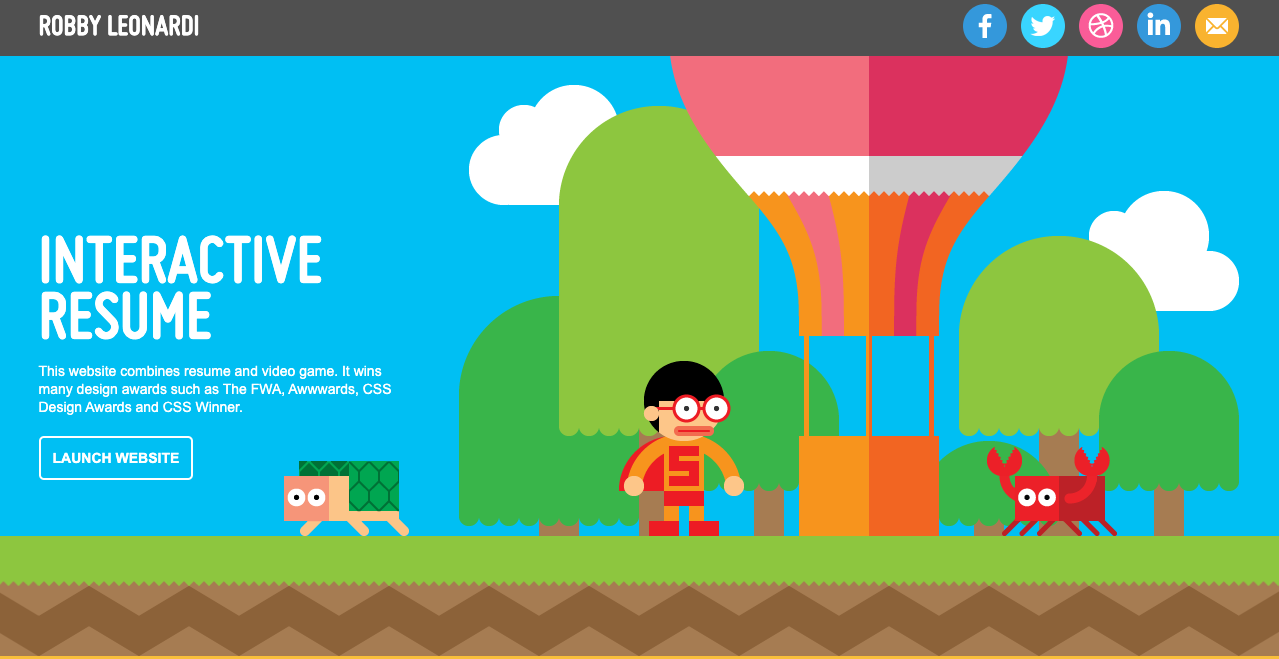 ROBBY LEONARDI
INTERACTIVE
RESUME
This website combines resume and video game. It wins
many design awards such as The FWA, Awwwards, CSS
Design Awards and CSS Winner.
LAUNCH WEBSITE
S